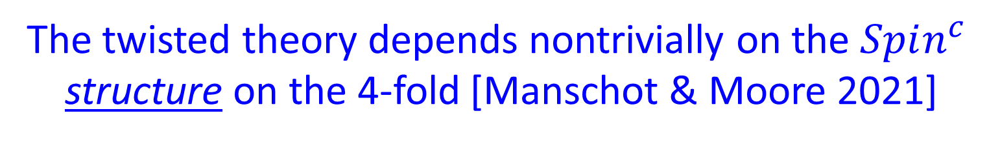 The twisted theory depends nontrivially on the Spin^c
structure on the 4-fold [Manschot & Moore 2021]